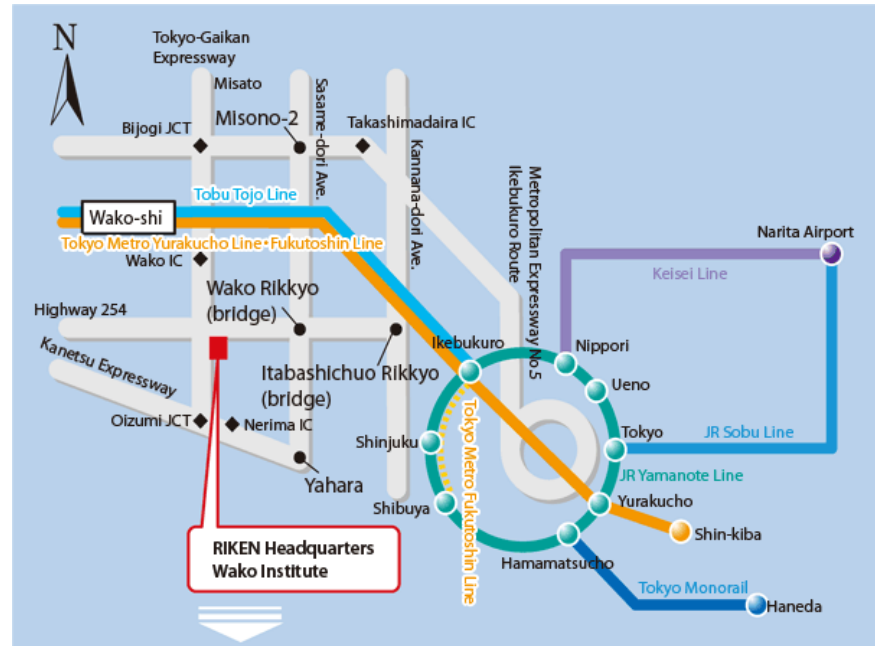 N
Tokyo-Gaikan
Expressway
Misato
Sasame-dori Ave.
Bijogi JCT
Misono-2
Takashimadaira IC
Kannana-dori Ave.
Metropolitan Expressway No.5
Ikebukuro Route
Tobu Tojo Line
Wako-shi
Tokyo Metro Yurakucho Line・Fukutoshin Line
Narita Airport
Wako IC
Keisei Line
Wako Rikkyo
(bridge)
Highway 254
Kanetsu Expressway
Ikebukuro
Nippori
Itabashichuo Rikkyo
(bridge)
Ueno
Oizumi JCT
Nerima IC
Shinjuku
Tokyo Metro Fukutoshin Line
Tokyo
JR Sobu Line
Yahara
JR Yamanote Line
Shibuya
Yurakucho
Shin-kiba
RIKEN Headquarters
Wako Institute
Hamamatsucho
Tokyo Monorail
Haneda